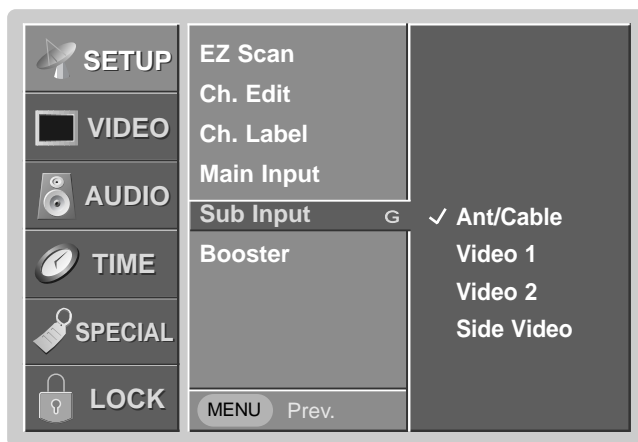 SETUP
VIDEO
AUDIO
TIME
SPECIAL
LOCK
EZ Scan
Ch. Edit
Ch. Label
Main Input
Sub Input G
Booster
MENU Prev.
Ant/Cable
Video 1
Video 2
Side Video